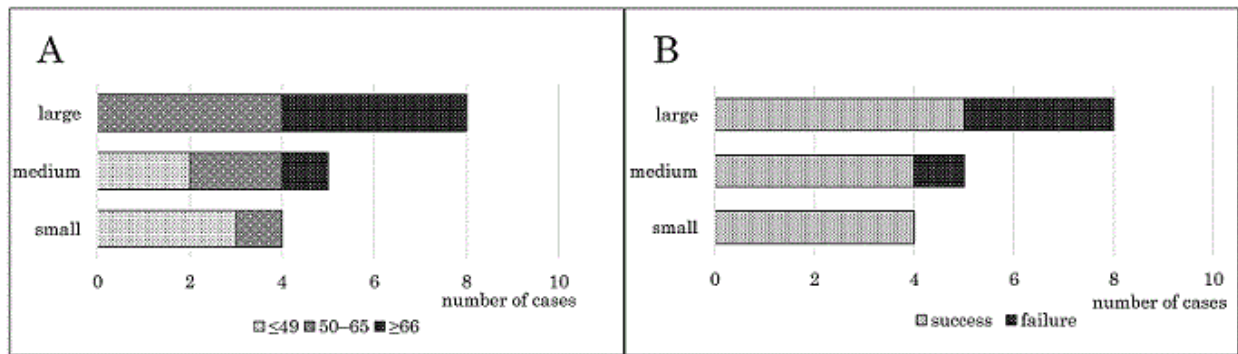 A
large
medium
small
0 2 4 6 8 10
number of cases
≤49 50–65 ≥66
B
large
medium
small
0 2 4 6 8 10
number of cases
success failure